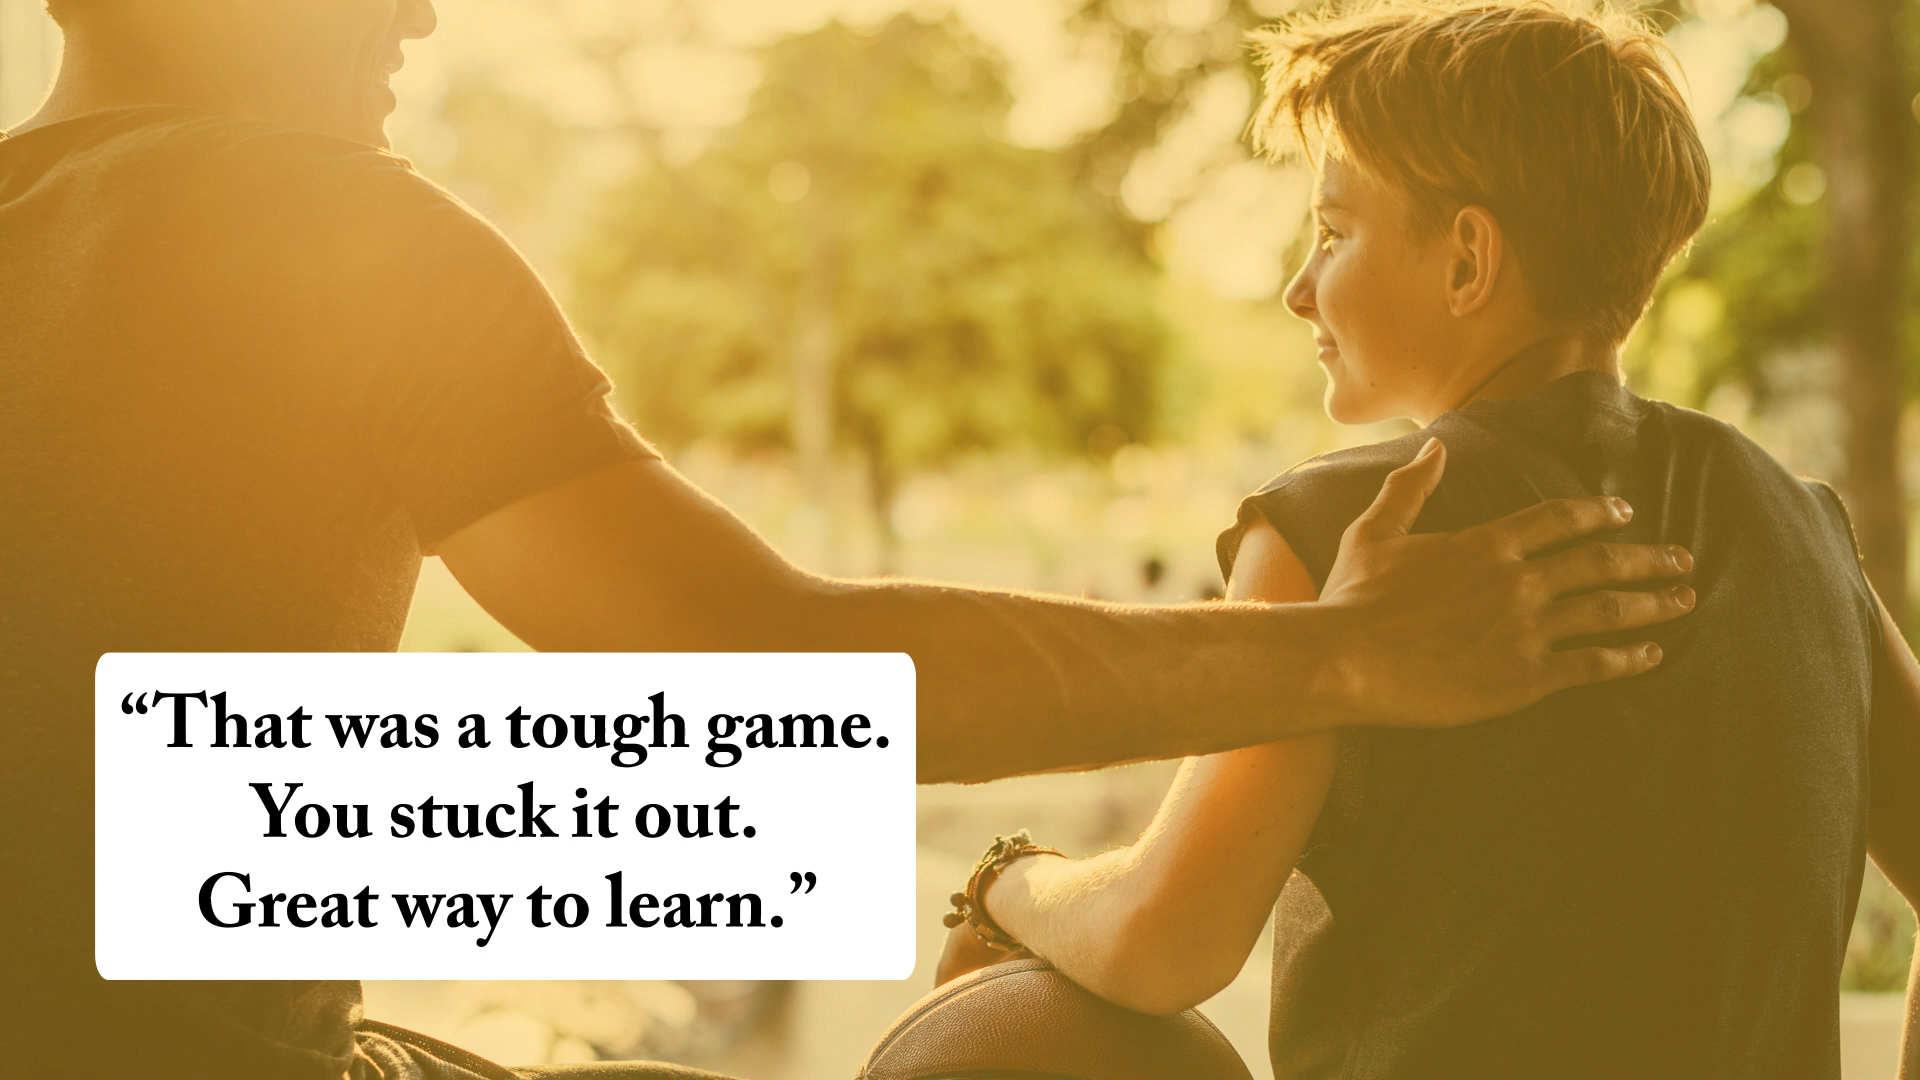 “That was a tough game.
You stuck it out.
Great way to learn.”